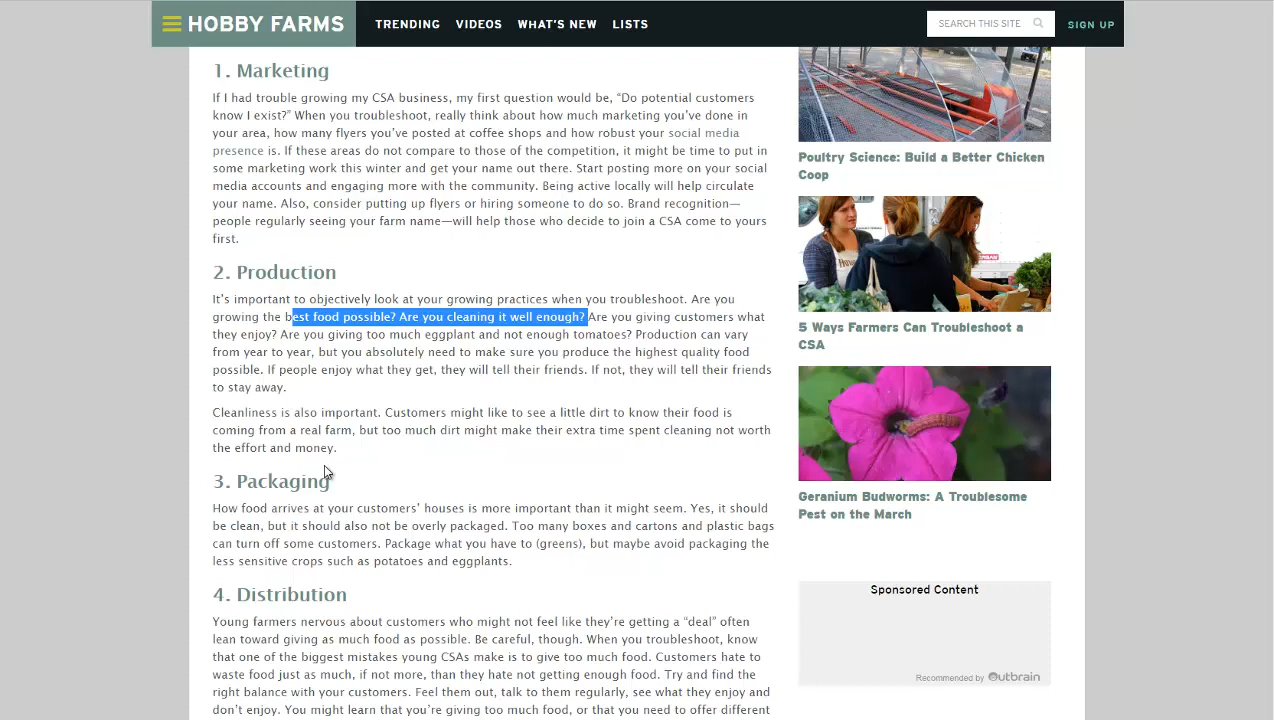 HOBBY FARMS
TRENDING
VIDEOS
WHAT'S NEW
LISTS
SEARCH THIS SITE
SIGN UP
1. Marketing
If I had trouble growing my CSA business, my first question would be, “Do potential customers
know I exist?” When you troubleshoot, really think about how much marketing you’ve done in
your area, how many flyers you’ve posted at coffee shops and how robust your social media
presence is. If these areas do not compare to those of the competition, it might be time to put in
some marketing work this winter and get your name out there. Start posting more on your social
media accounts and engaging more with the community. Being active locally will help circulate
your name. Also, consider putting up flyers or hiring someone to do so. Brand recognition—
people regularly seeing your farm name—will help those who decide to join a CSA come to yours
first.
2. Production
It’s important to objectively look at your growing practices when you troubleshoot. Are you
growing the best food possible? Are you cleaning it well enough? Are you giving customers what
they enjoy? Are you giving too much eggplant and not enough tomatoes? Production can vary
from year to year, but you absolutely need to make sure you produce the highest quality food
possible. If people enjoy what they get, they will tell their friends. If not, they will tell their friends
to stay away.
Cleanliness is also important. Customers might like to see a little dirt to know their food is
coming from a real farm, but too much dirt might make their extra time spent cleaning not worth
the effort and money.
3. Packaging
How food arrives at your customers’ houses is more important than it might seem. Yes, it should
be clean, but it should also not be overly packaged. Too many boxes and cartons and plastic bags
can turn off some customers. Package what you have to (greens), but maybe avoid packaging the
less sensitive crops such as potatoes and eggplants.
4. Distribution
Young farmers nervous about customers who might not feel like they’re getting a “deal” often
lean toward giving as much food as possible. Be careful, though. When you troubleshoot, know
that one of the biggest mistakes young CSAs make is to give too much food. Customers hate to
waste food just as much, if not more, than they hate not getting enough food. Try and find the
right balance with your customers. Feel them out, talk to them regularly, see what they enjoy and
don’t enjoy. You might learn that you’re giving too much food, or that you need to offer different
Poultry Science: Build a Better Chicken
Coop
5 Ways Farmers Can Troubleshoot a
CSA
Geranium Budworms: A Troublesome
Pest on the March
Sponsored Content
Recommended by Outbrain